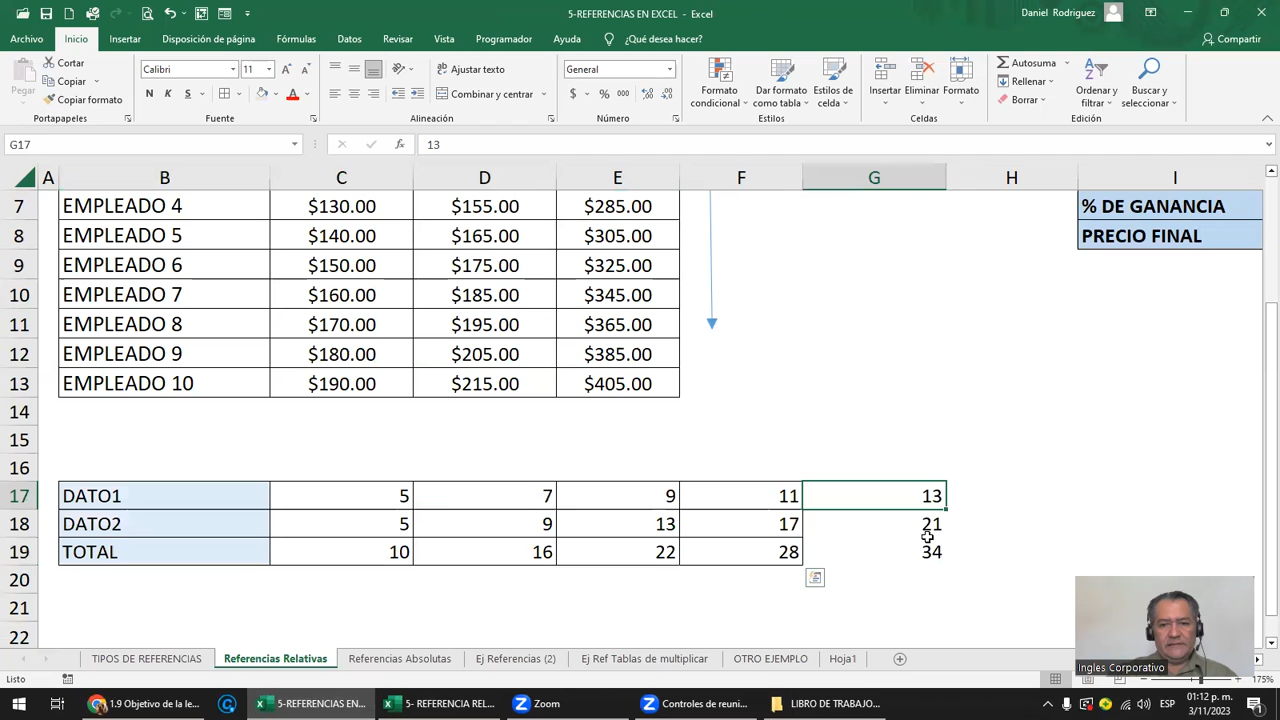 5-REFERENCIAS EN EXCEL - Excel
Daniel Rodriguez
Archivo Inicio Insertar Disposición de página Fórmulas Datos Revisar Vista Programador Ayuda ¿Qué desea hacer? Compartir
Pegar
Cortar
Copiar
Copiar formato
Portapapeles
Calibri 11
N K S
Fuente
Ajustar texto
Combinar y centrar
Alineación
General
$ % 000
Número
Formato condicional
Dar formato como tabla
Estilos de celda
Estilos
Insertar Eliminar Formato
Celdas
Autosuma
Rellenar
Borrar
Ordenar y filtrar
Buscar y seleccionar
Edición
G17 fx 13
A B C D E F G H I
7 EMPLEADO 4 $130.00 $155.00 $285.00 % DE GANANCIA
8 EMPLEADO 5 $140.00 $165.00 $305.00 PRECIO FINAL
9 EMPLEADO 6 $150.00 $175.00 $325.00
10 EMPLEADO 7 $160.00 $185.00 $345.00
11 EMPLEADO 8 $170.00 $195.00 $365.00
12 EMPLEADO 9 $180.00 $205.00 $385.00
13 EMPLEADO 10 $190.00 $215.00 $405.00
14
15
16
17 DATO1 5 7 9 11 13
18 DATO2 5 9 13 17 21
19 TOTAL 10 16 22 28 34
20
21
22
Ingles Corporativo
TIPOS DE REFERENCIAS Referencias Relativas Referencias Absolutas Ej Referencias (2) Ej Ref Tablas de multiplicar OTRO EJEMPLO Hoja1
Listo 175%
1.9 Objetivo de la le... 5-REFERENCIAS EN... 5- REFERENCIA REL... Zoom Controles de reuni... LIBRO DE TRABAJO... ESP 01:12 p. m.
3/11/2023